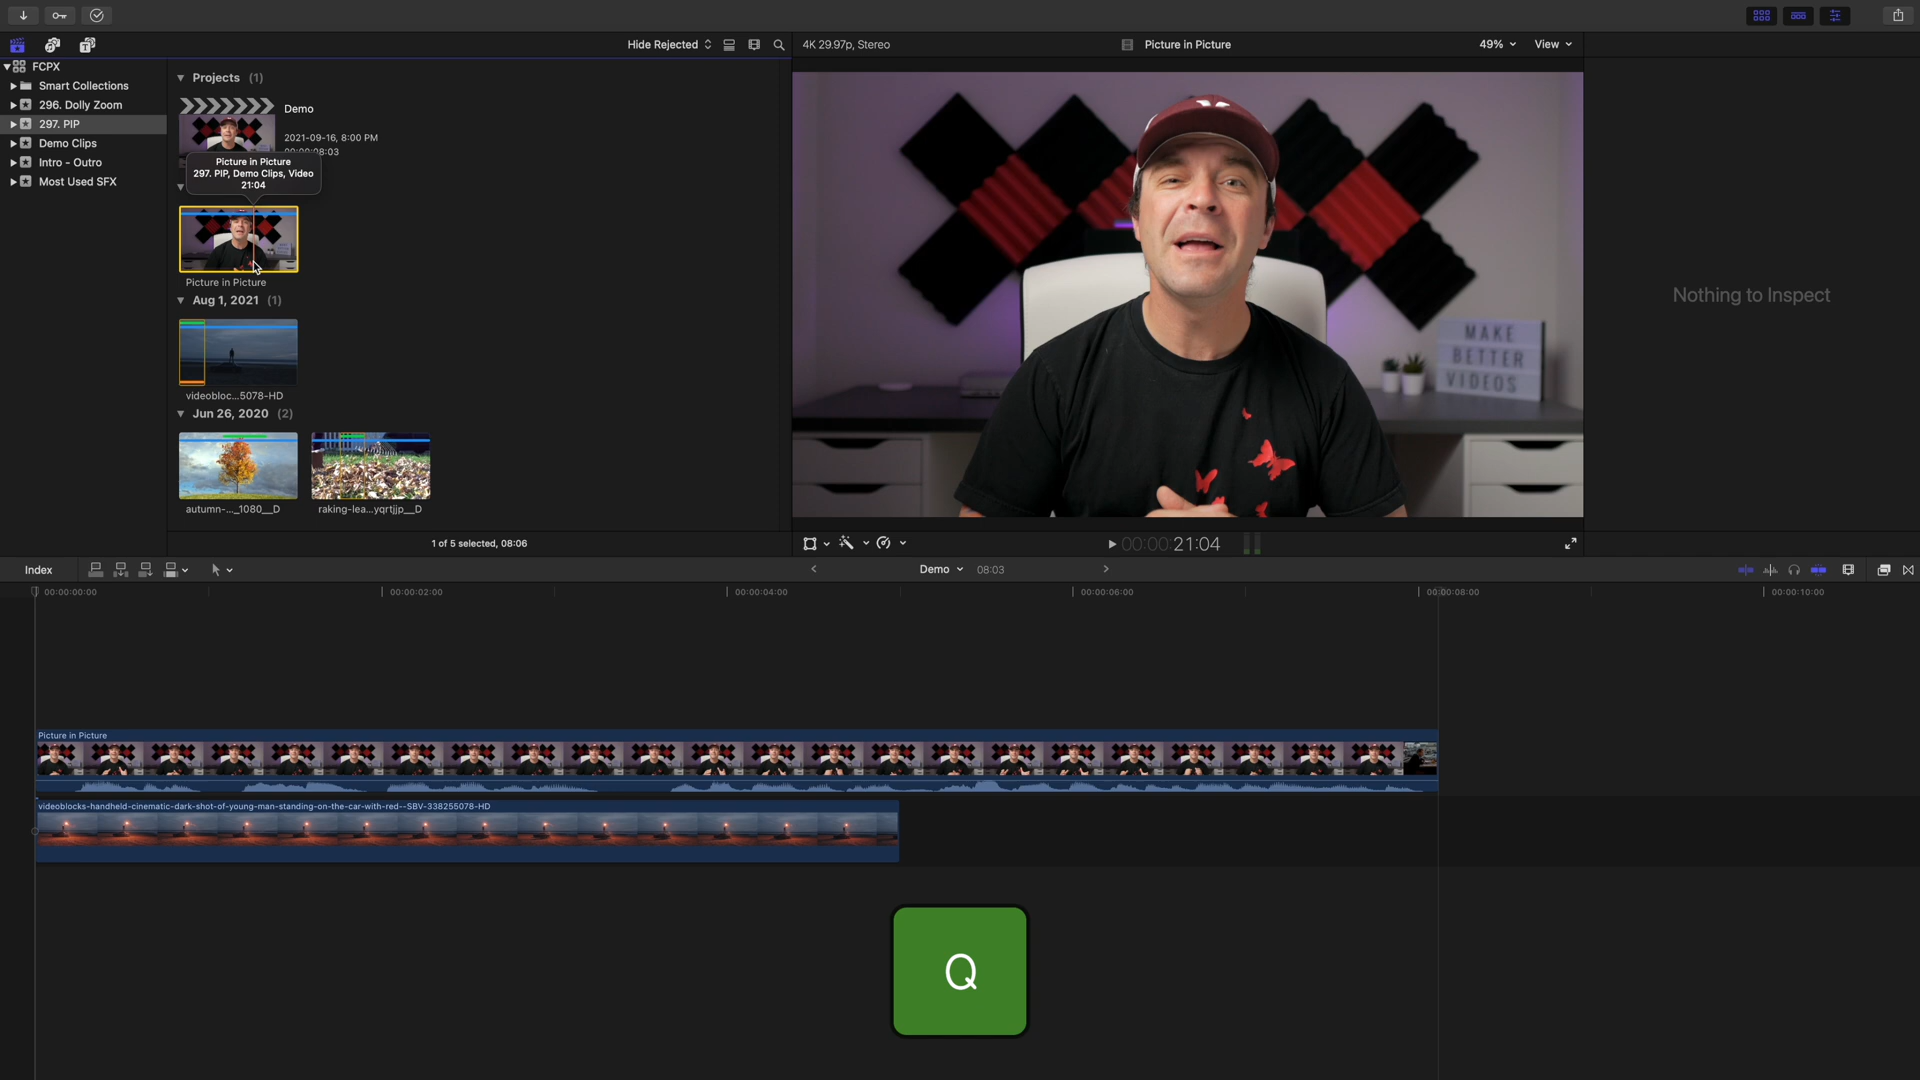 Hide Rejected
4K 29.97p, Stereo
Picture in Picture
49%
View
FCPX
Smart Collections
296. Dolly Zoom
297. PIP
Demo Clips
Intro - Outro
Most Used SFX
Projects (1)
Demo
2021-09-16, 8:00 PM
00:00:08:03
Picture in Picture
297. PIP, Demo Clips, Video
21:04
Picture in Picture
Aug 1, 2021 (1)
videobloc...5078-HD
Jun 26, 2020 (2)
autumn-..._1080__D
raking-lea...yqrtjjp__D
1 of 5 selected, 08:06
MAKE
BETTER
VIDEOS
00:00:21:04
Nothing to Inspect
Index
Demo
08:03
00:00:00:00
00:00:02:00
00:00:04:00
00:00:06:00
00:00:08:00
00:00:10:00
Picture in Picture
videoblocks-handheld-cinematic-dark-shot-of-young-man-standing-on-the-car-with-red--SBV-338255078-HD
Q